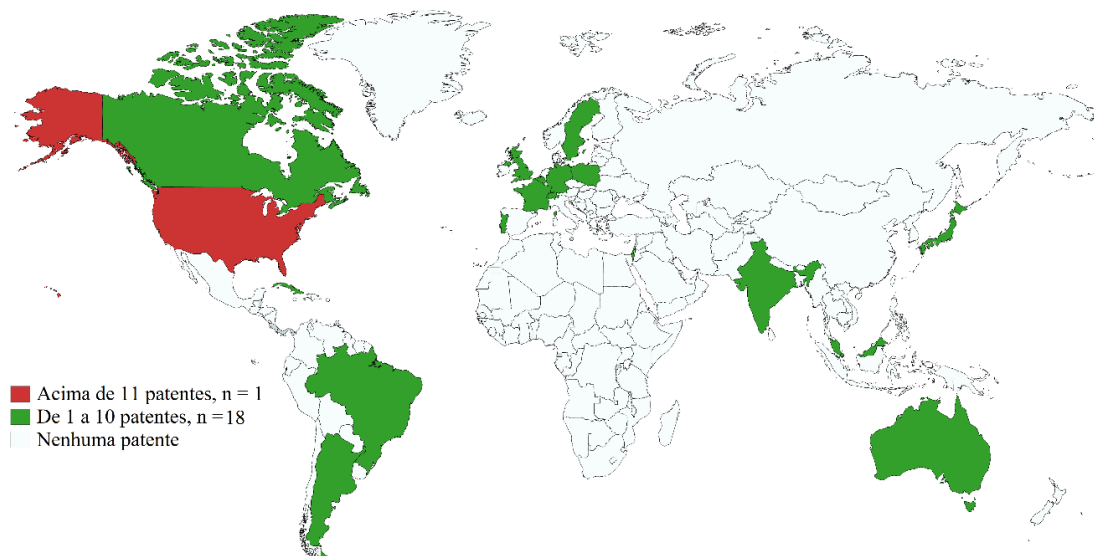 Acima de 11 patentes, n = 1
De 1 a 10 patentes, n =18
Nenhuma patente